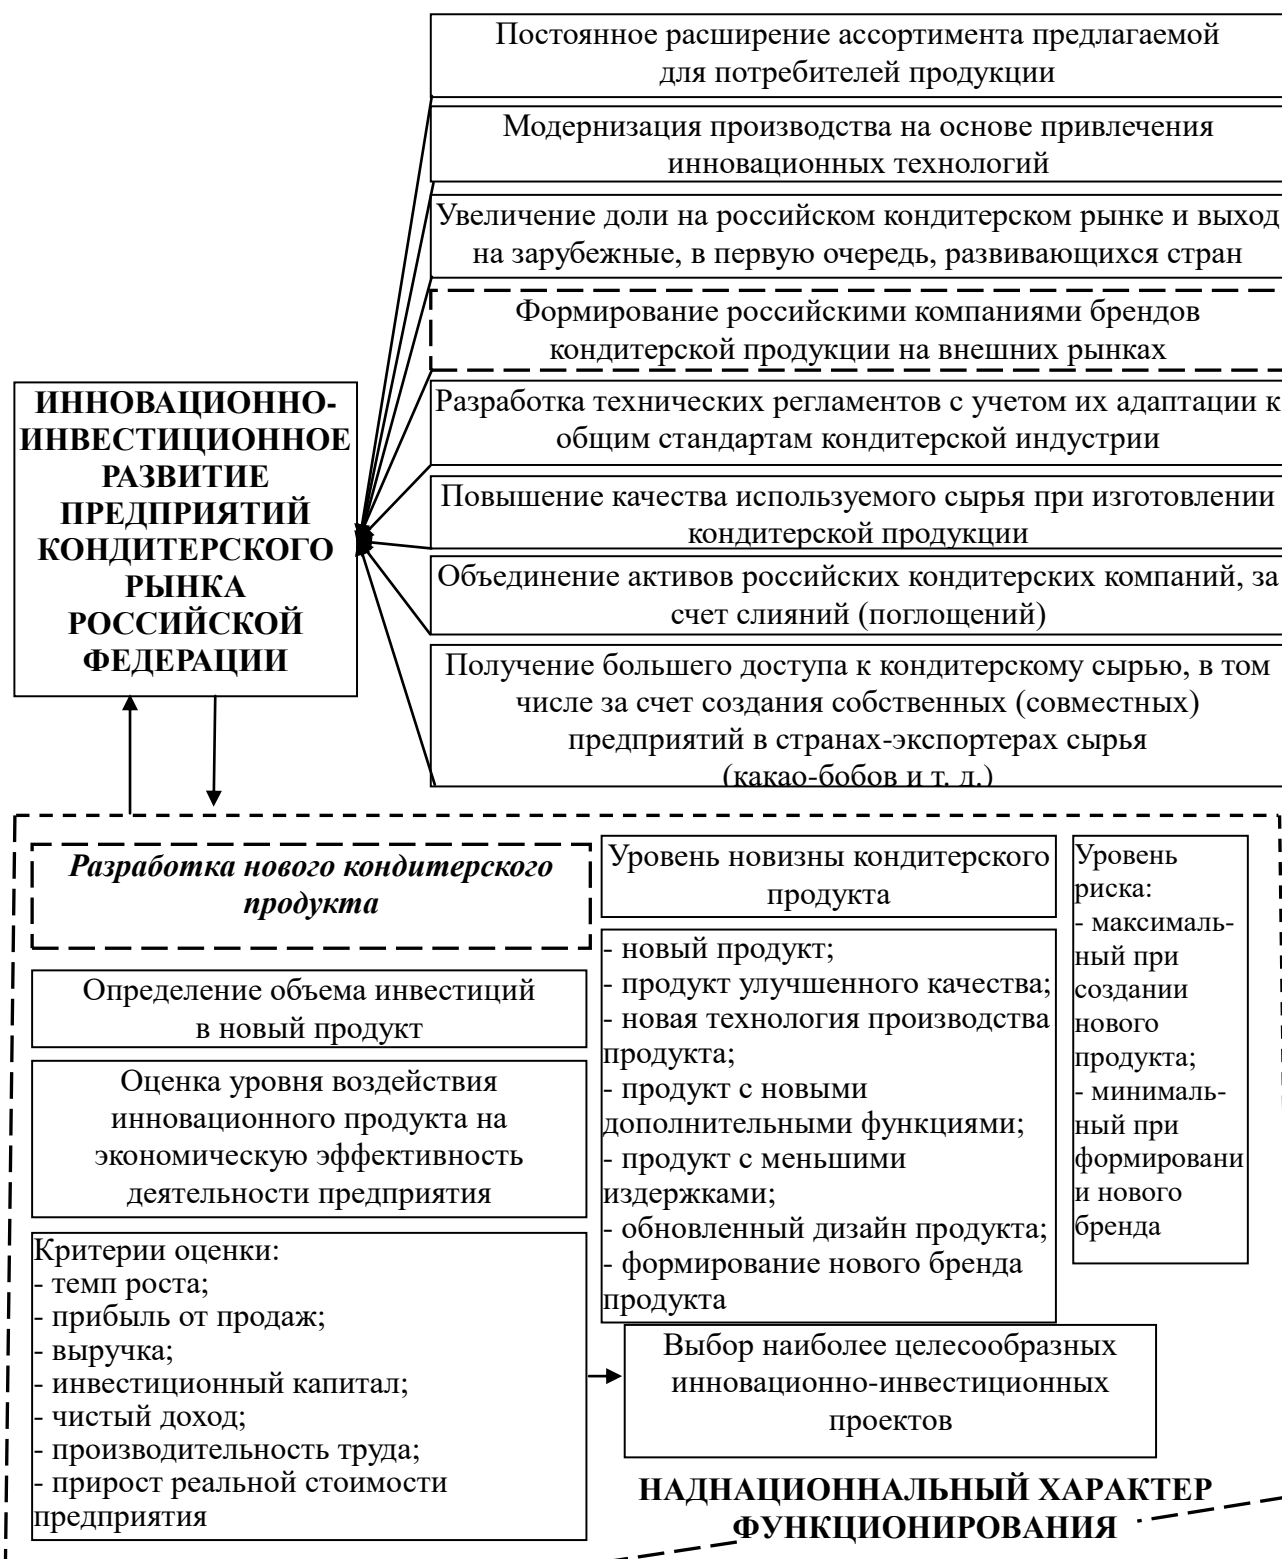 Постоянное расширение ассортимента предлагаемой
для потребителей продукции
Модернизация производства на основе привлечения
инновационных технологий
Увеличение доли на российском кондитерском рынке и выход
на зарубежные, в первую очередь, развивающихся стран
Формирование российскими компаниями брендов
кондитерской продукции на внешних рынках
Разработка технических регламентов с учетом их адаптации к
общим стандартам кондитерской индустрии
Повышение качества используемого сырья при изготовлении
кондитерской продукции
Объединение активов российских кондитерских компаний, за
счет слияний (поглощений)
Получение большего доступа к кондитерскому сырью, в том
числе за счет создания собственных (совместных)
предприятий в странах-экспортерах сырья
(какао-бобов и т. д.)
ИННОВАЦИОННО-
ИНВЕСТИЦИОННОЕ
РАЗВИТИЕ
ПРЕДПРИЯТИЙ
КОНДИТЕРСКОГО
РЫНКА
РОССИЙСКОЙ
ФЕДЕРАЦИИ
Разработка нового кондитерского
продукта
Определение объема инвестиций
в новый продукт
Оценка уровня воздействия
инновационного продукта на
экономическую эффективность
деятельности предприятия
Критерии оценки:
- темп роста;
- прибыль от продаж;
- выручка;
- инвестиционный капитал;
- чистый доход;
- производительность труда;
- прирост реальной стоимости
предприятия
Уровень новизны кондитерского
продукта
- новый продукт;
- продукт улучшенного качества;
- новая технология производства
продукта;
- продукт с новыми
дополнительными функциями;
- продукт с меньшими
издержками;
- обновленный дизайн продукта;
- формирование нового бренда
продукта
Уровень
риска:
- максималь-
ный при
создании
нового
продукта;
- минималь-
ный при
формировани
и нового
бренда
Выбор наиболее целесообразных
инновационно-инвестиционных
проектов
НАДНАЦИОННАЛЬНЫЙ ХАРАКТЕР
ФУНКЦИОНИРОВАНИЯ